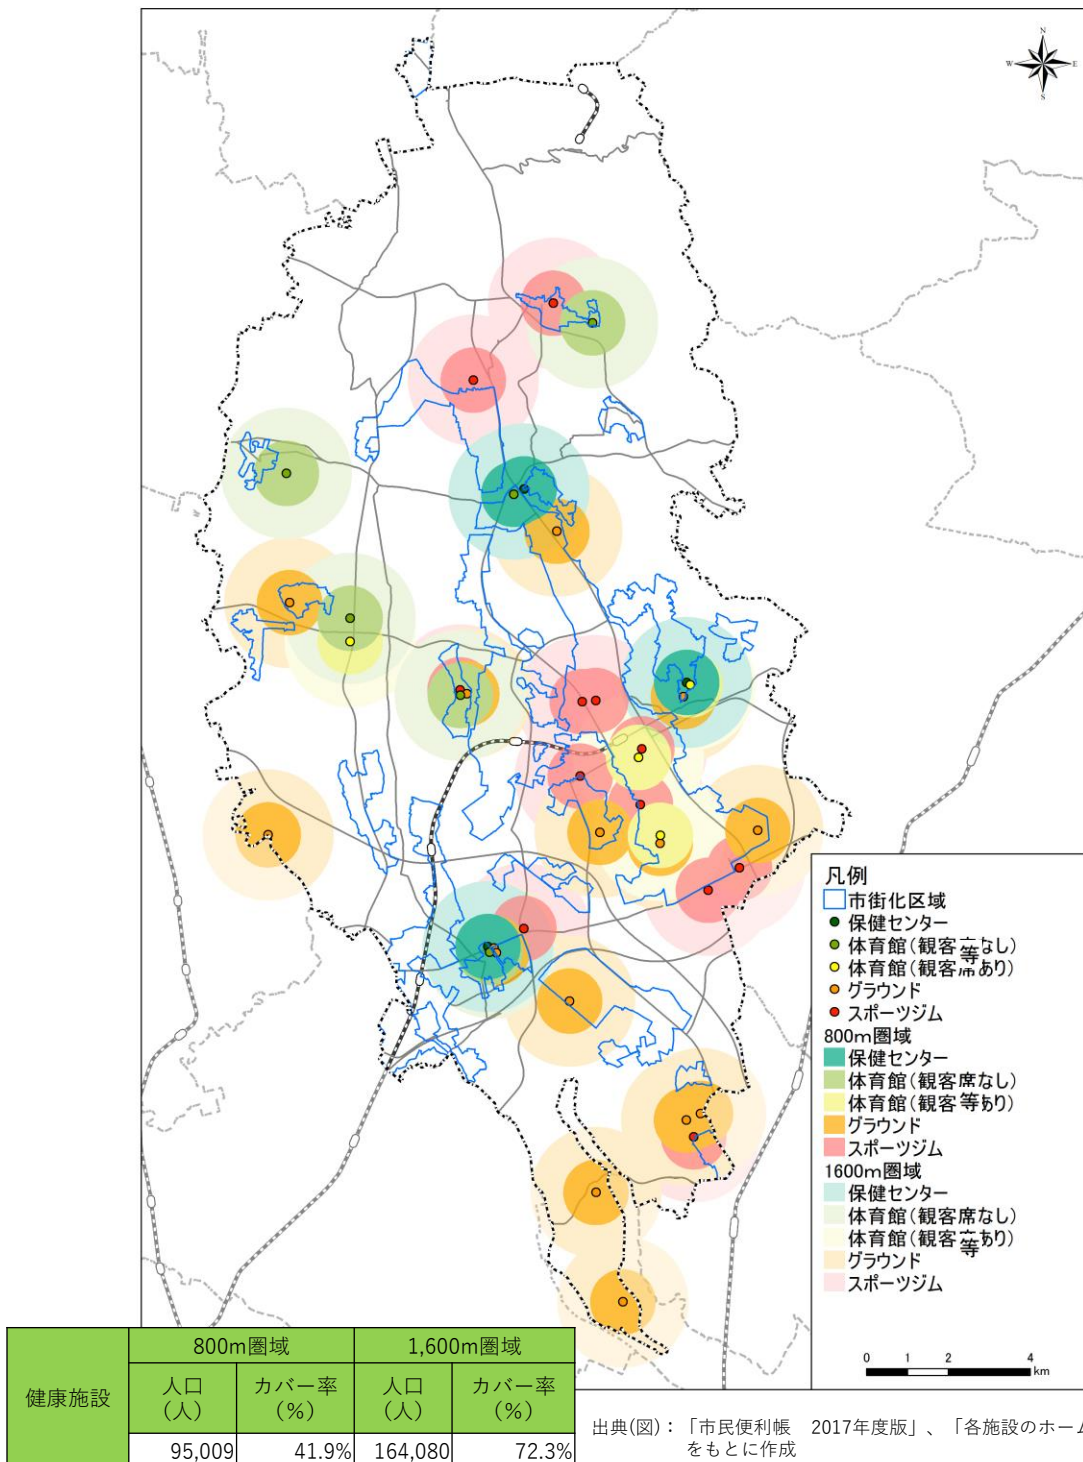 N
W E
S
凡例
市街化区域
保健センター
体育館(観客席等なし)
体育館(観客席等あり)
グラウンド
スポーツジム
800m圏域
保健センター
体育館(観客席等なし)
体育館(観客席等あり)
グラウンド
スポーツジム
1600m圏域
保健センター
体育館(観客席等なし)
体育館(観客席等あり)
グラウンド
スポーツジム
0 1 2 4
km
健康施設
800m圏域 1,600m圏域
人口(人) カバー率(%) 人口(人) カバー率(%)
95,009 41.9% 164,080 72.3%
出典(図)：「市民便利帳 2017年度版」、「各施設のホーム
をもとに作成